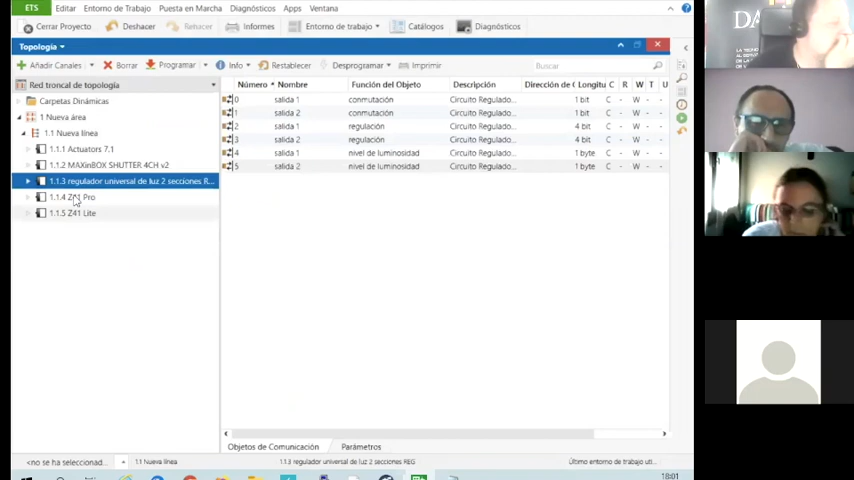 ETS Editar Entorno de Trabajo Puesta en Marcha Diagnósticos Apps Ventana
Cerrar Proyecto Deshacer Rehacer Informes Entorno de trabajo Catálogos Diagnósticos
Topología
Añadir Canales Borrar Programar Info Restablecer Desprogramar Imprimir Buscar
Red troncal de topología
Carpetas Dinámicas
1 Nueva área
1.1 Nueva línea
1.1.1 Actuators 7.1
1.1.2 MAXinBOX SHUTTER 4CH v2
1.1.3 regulador universal de luz 2 secciones R...
1.1.4 Z41 Pro
1.1.5 Z41 Lite
Número Nombre Función del Objeto Descripción Dirección de G Longitu C R W T U
0 salida 1 conmutación Circuito Regulado... 1 bit C - W -
1 salida 2 conmutación Circuito Regulado... 1 bit C - W -
2 salida 1 regulación Circuito Regulado... 4 bit C - W -
3 salida 2 regulación Circuito Regulado... 4 bit C - W -
4 salida 1 nivel de luminosidad Circuito Regulado... 1 byte C - W -
5 salida 2 nivel de luminosidad Circuito Regulado... 1 byte C - W -
Objetos de Comunicación Parámetros
<no se ha seleccionad... 1.1 Nueva línea 1.1.3 regulador universal de luz 2 secciones REG Último entorno de trabajo uti...
18:01